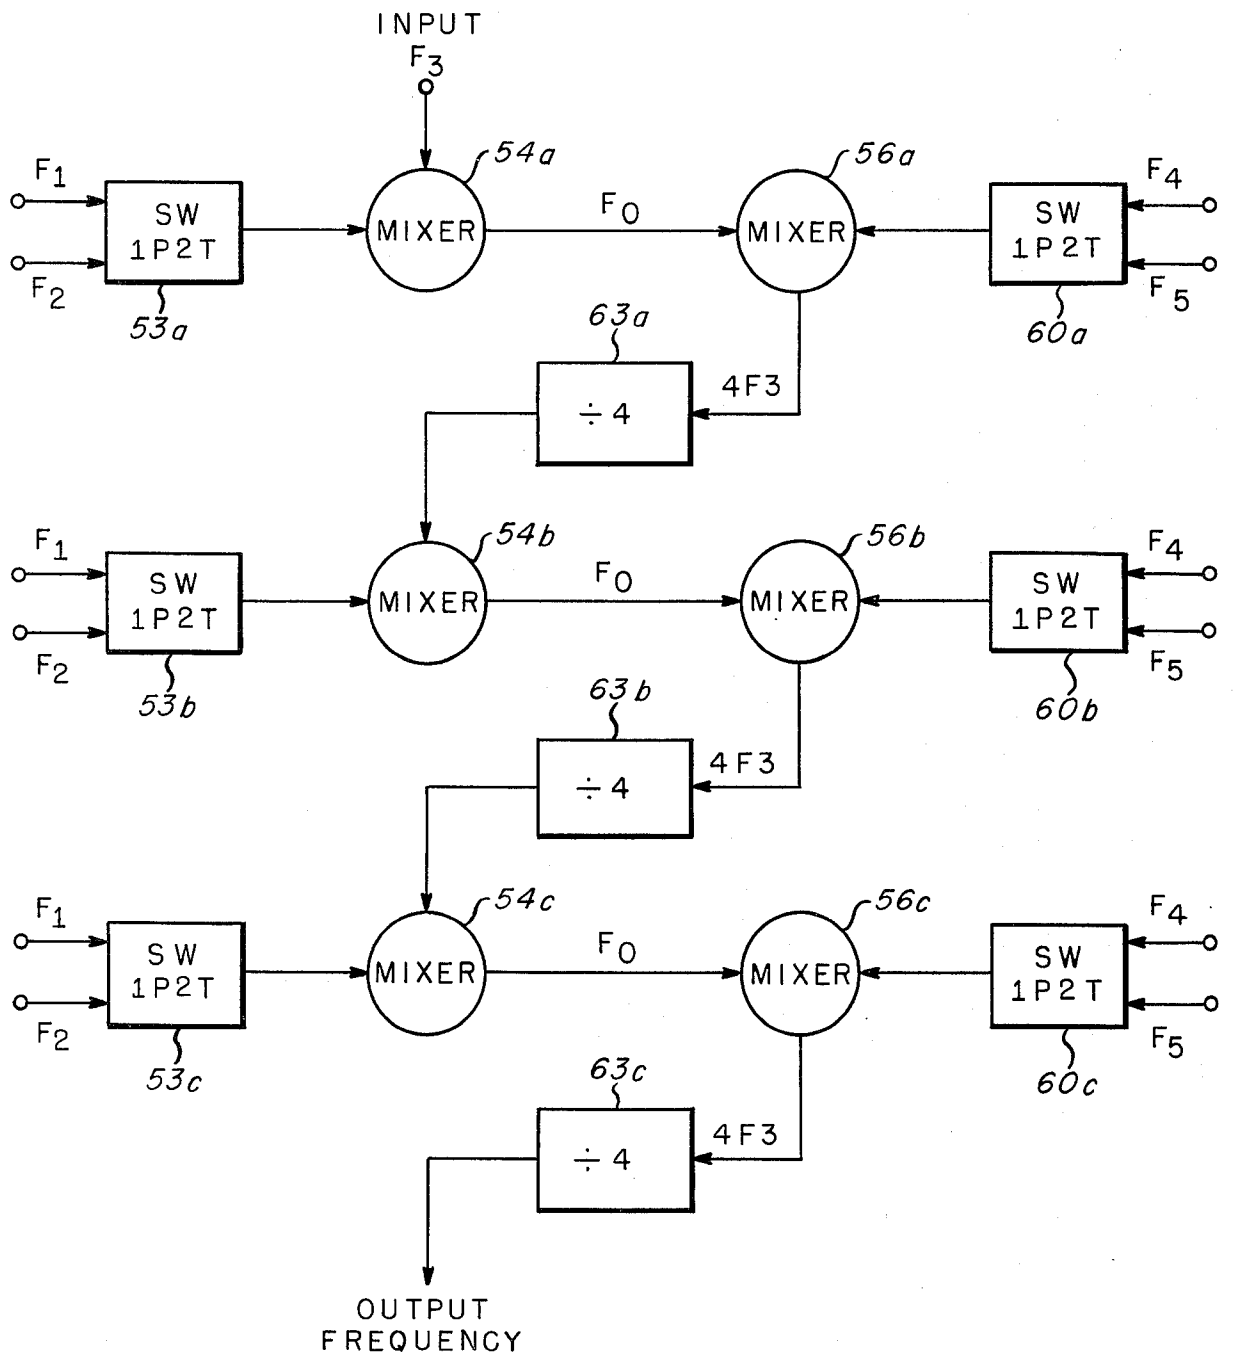 INPUT
F3
54a
56a
F1
F4
SW
1P2T
MIXER
F0
MIXER
SW
1P2T
F2
F5
53a
63a
60a
÷4
4F3
54b
56b
F1
F4
SW
1P2T
MIXER
F0
MIXER
SW
1P2T
F2
F5
53b
63b
60b
÷4
4F3
54c
56c
F1
F4
SW
1P2T
MIXER
F0
MIXER
SW
1P2T
F2
F5
53c
63c
60c
÷4
4F3
OUTPUT
FREQUENCY